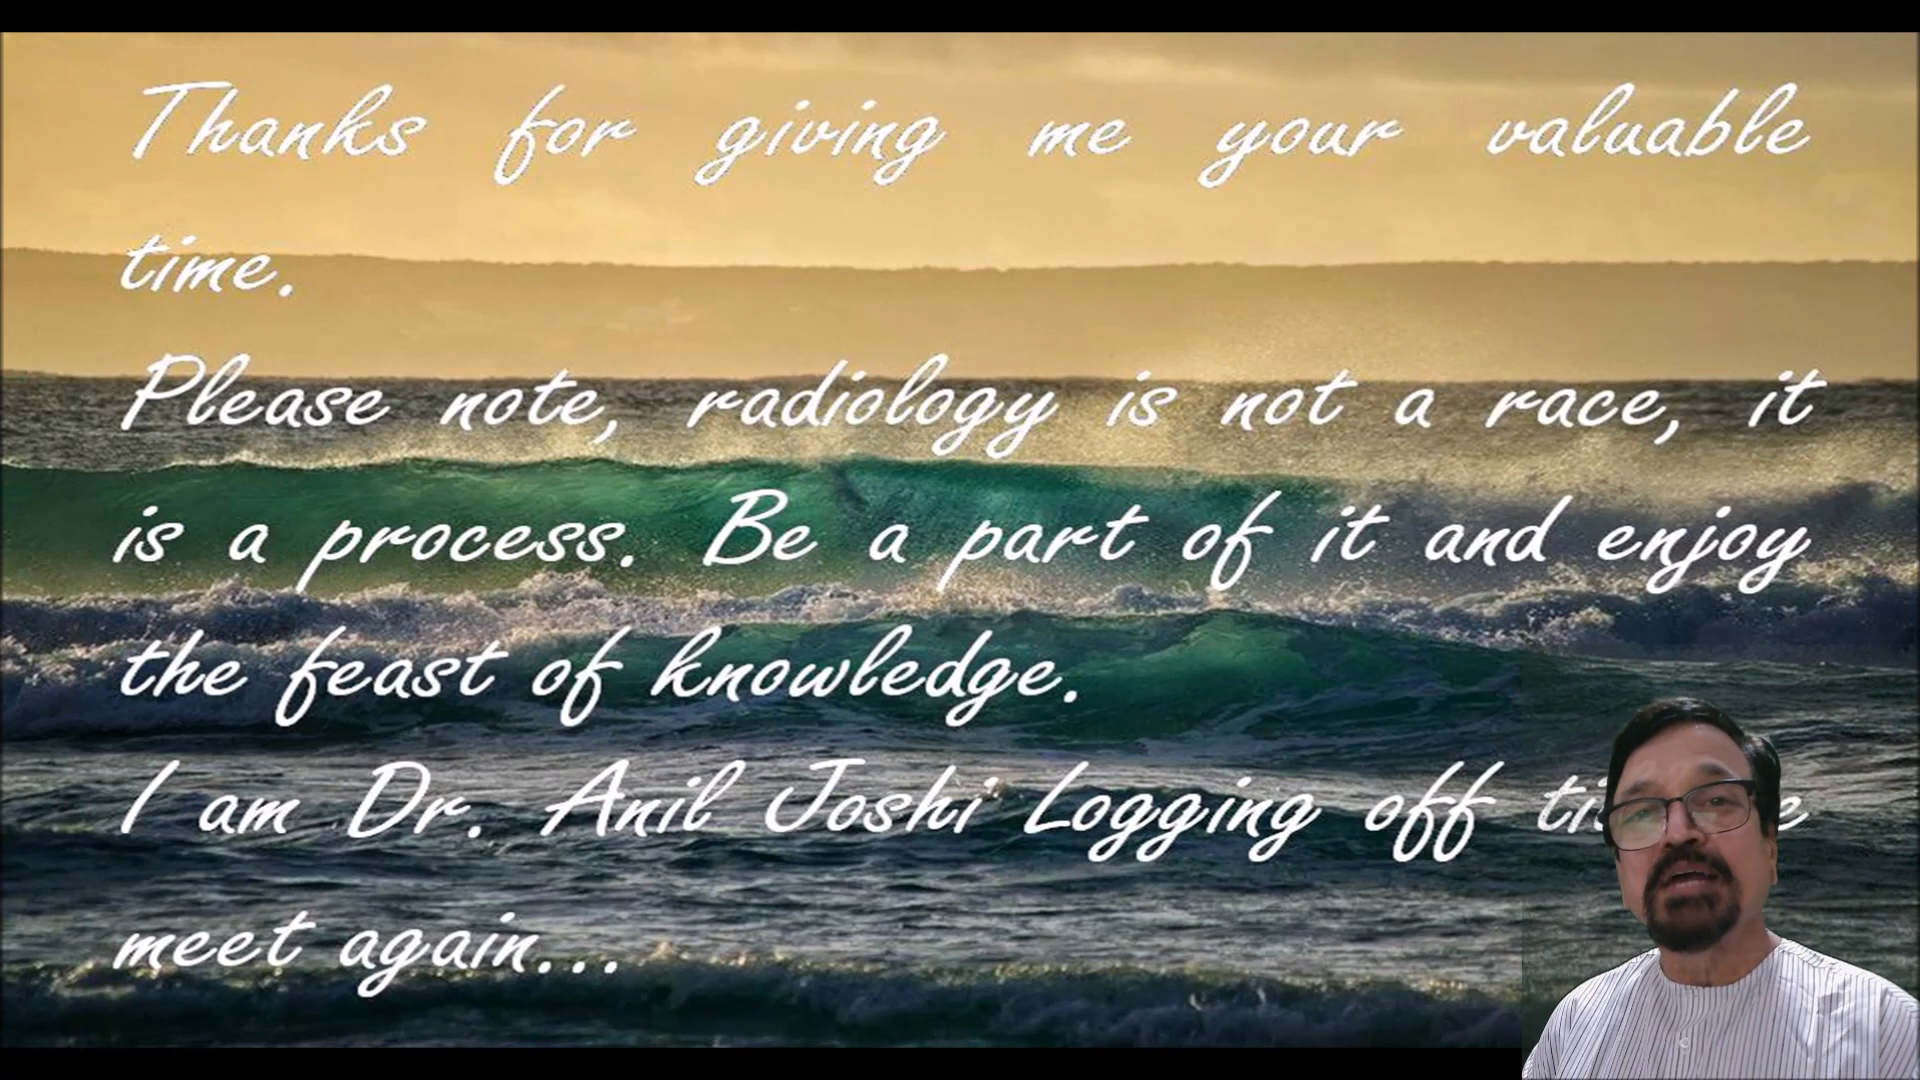 Thanks for giving me your valuable
time.
Please note, radiology is not a race, it
is a process. Be a part of it and enjoy
the feast of knowledge.
I am Dr. Anil Joshi Logging off
meet again...